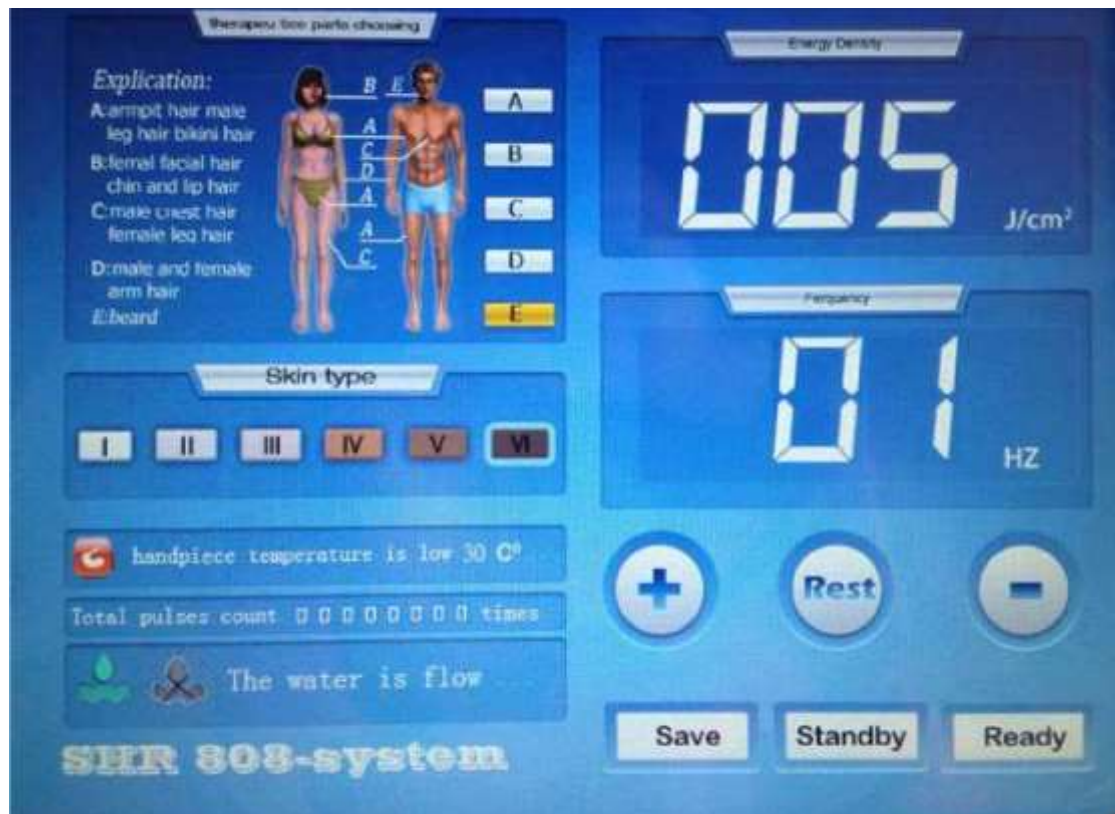 therapeu tice parts choosing
Explication:
A:armpit hair male
leg hair bikini hair
B:femal facial hair
chin and lip hair
C:male chest hair
female leg hair
D:male and female
arm hair
E:beard
B E
A
C
D
A
A
C
A
B
C
D
E
Skin type
I II III IV V VI
handpiece temperature is low 30 C°
Total pulses count 0 0 0 0 0 0 0 0 times
The water is flow ...
SHR 808-system
Energy Density
005
J/cm²
Ferquency
01
HZ
+ Rest -
Save Standby Ready